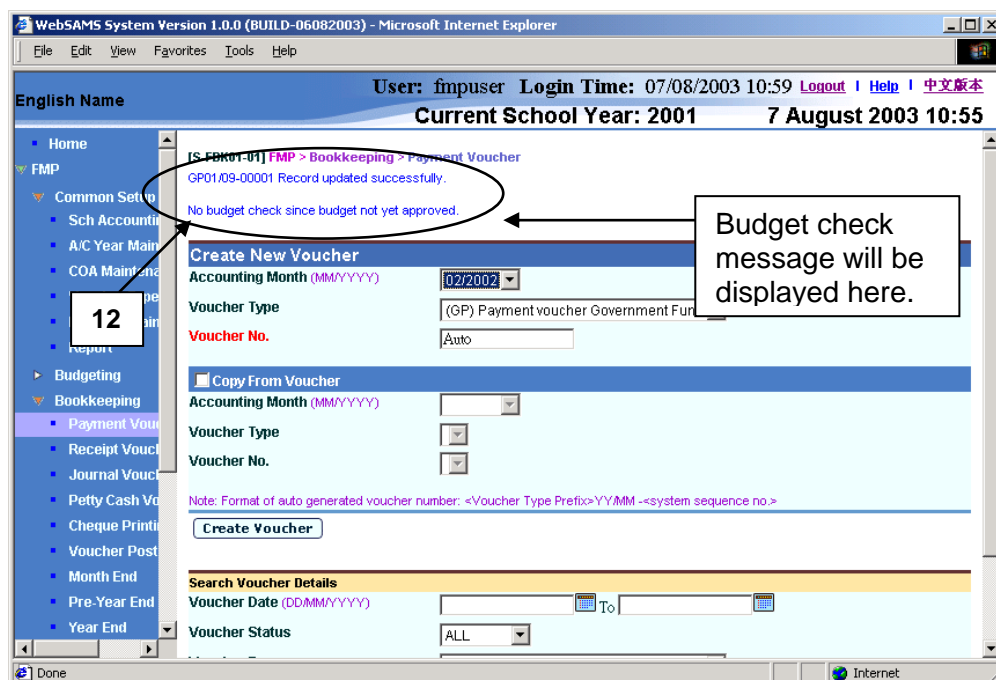 WebSAMS System Version 1.0.0 (BUILD-06082003) - Microsoft Internet Explorer
File Edit View Favorites Tools Help
User: fmpuser Login Time: 07/08/2003 10:59 Logout | Help | 中文版本
English Name
Current School Year: 2001 7 August 2003 10:55
Home
FMP
Common Setup
Sch Accountin
A/C Year Main
COA Maintena
pe
ain
Report
Budgeting
Bookkeeping
Payment Vou
Receipt Vouc
Journal Vouc
Petty Cash Vo
Cheque Printi
Voucher Post
Month End
Pre-Year End
Year End
12
[S-FBK01-01] FMP > Bookkeeping > Payment Voucher
GP01/09-00001 Record updated successfully.
No budget check since budget not yet approved.
Budget check
message will be
displayed here.
Create New Voucher
Accounting Month (MM/YYYY) 02/2002
Voucher Type (GP) Payment voucher Government Fun
Voucher No. Auto
Copy From Voucher
Accounting Month (MM/YYYY)
Voucher Type
Voucher No.
Note: Format of auto generated voucher number: <Voucher Type Prefix>YY/MM -<system sequence no.>
Create Voucher
Search Voucher Details
Voucher Date (DD/MM/YYYY) To
Voucher Status ALL
Done Internet